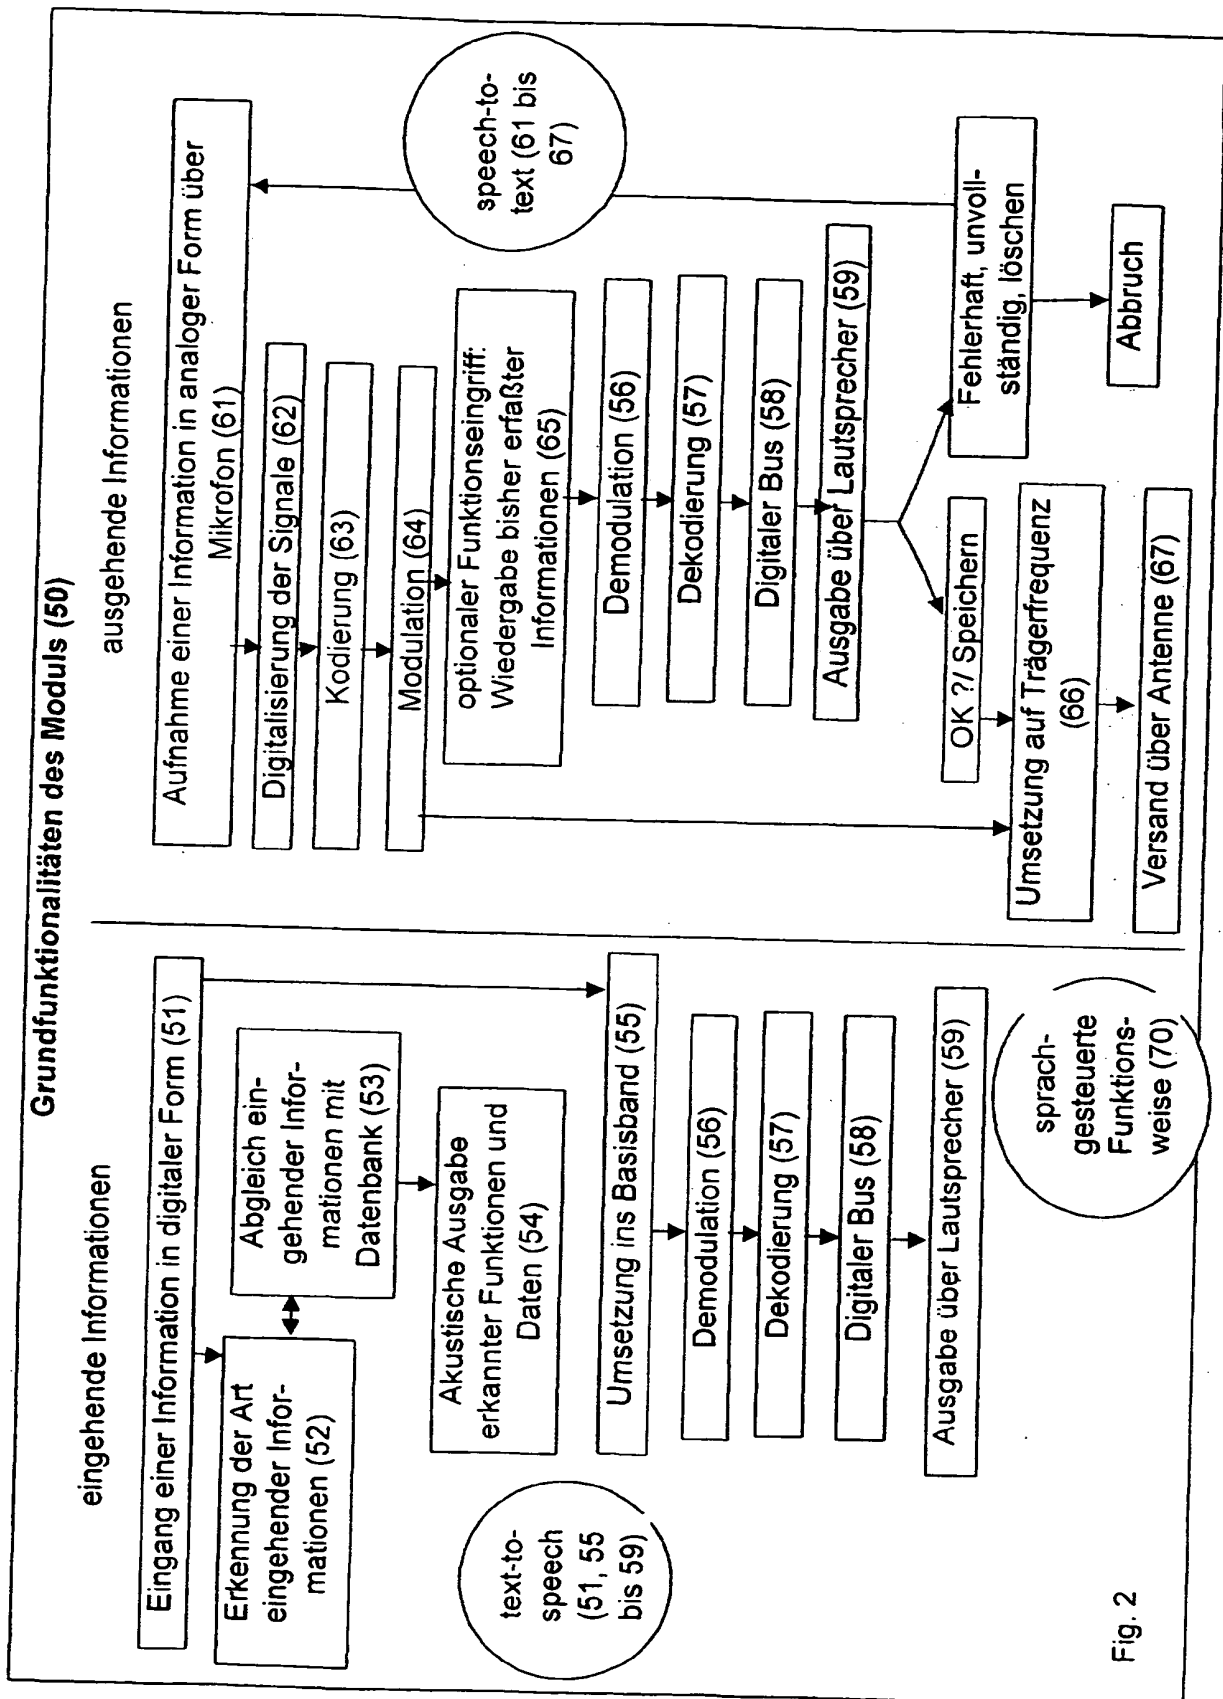 Grundfunktionalitäten des Moduls (50)
eingehende Informationen
Eingang einer Information in digitaler Form (51)
Erkennung der Art
eingehender Infor-
mationen (52)
Abgleich ein-
gehender Infor-
mationen mit
Datenbank (53)
Akustische Ausgabe
erkannter Funktionen und
Daten (54)
text-to-
speech
(51, 55
bis 59)
Umsetzung ins Basisband (55)
Demodulation (56)
Dekodierung (57)
Digitaler Bus (58)
Ausgabe über Lautsprecher (59)
sprach-
gesteuerte
Funktions-
weise (70)
ausgehende Informationen
Aufnahme einer Information in analoger Form über
Mikrofon (61)
Digitalisierung der Signale (62)
Kodierung (63)
Modulation (64)
optionaler Funktionseingriff:
Wiedergabe bisher erfaßter
Informationen (65)
Demodulation (56)
Dekodierung (57)
Digitaler Bus (58)
Ausgabe über Lautsprecher (59)
speech-to-
text (61 bis
67)
OK ?/ Speichern
Fehlerhaft, unvoll-
ständig, löschen
Umsetzung auf Trägerfrequenz
(66)
Abbruch
Versand über Antenne (67)
Fig. 2